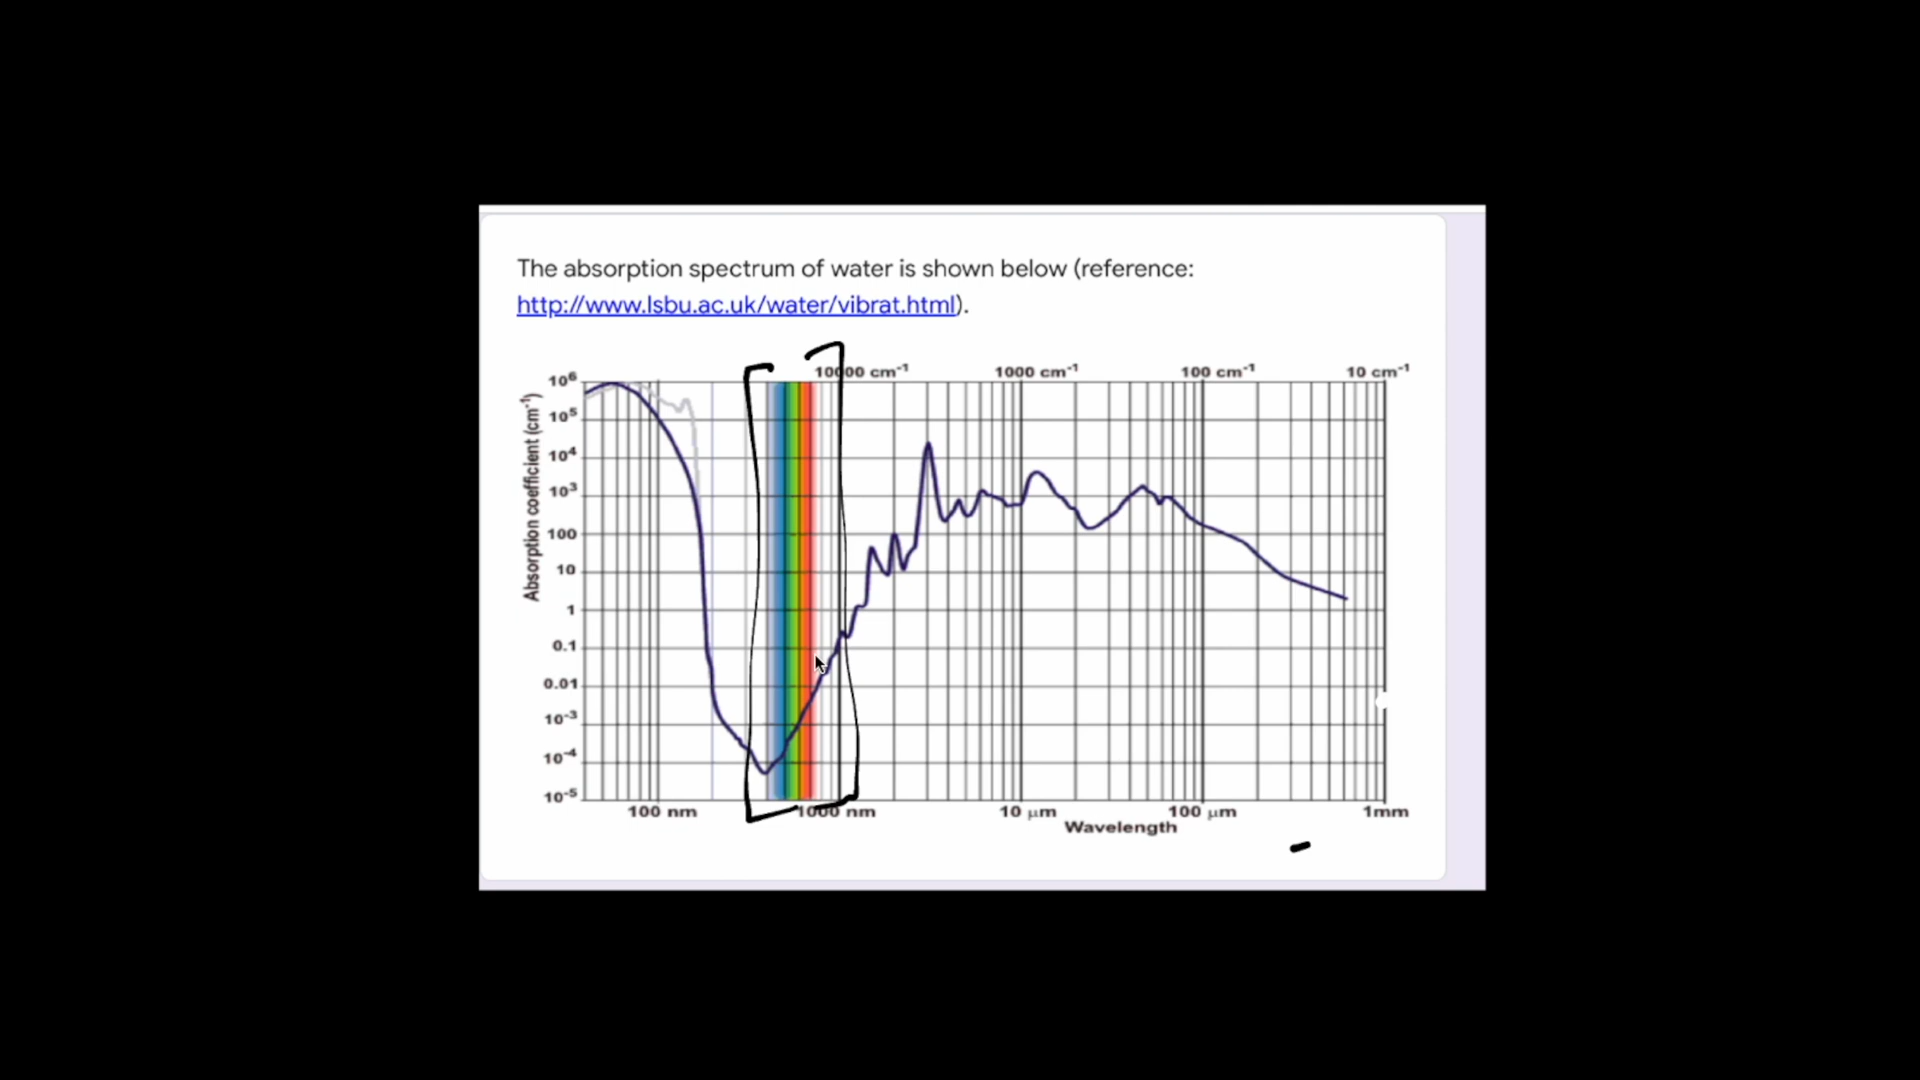 The absorption spectrum of water is shown below (reference:
http://www.lsbu.ac.uk/water/vibrat.html).
10000 cm⁻¹ 1000 cm⁻¹ 100 cm⁻¹ 10 cm⁻¹
Absorption coefficient (cm⁻¹)
10⁶
10⁵
10⁴
10³
100
10
1
0.1
0.01
10⁻³
10⁻⁴
10⁻⁵
100 nm 1000 nm 10 μm 100 μm 1mm
Wavelength